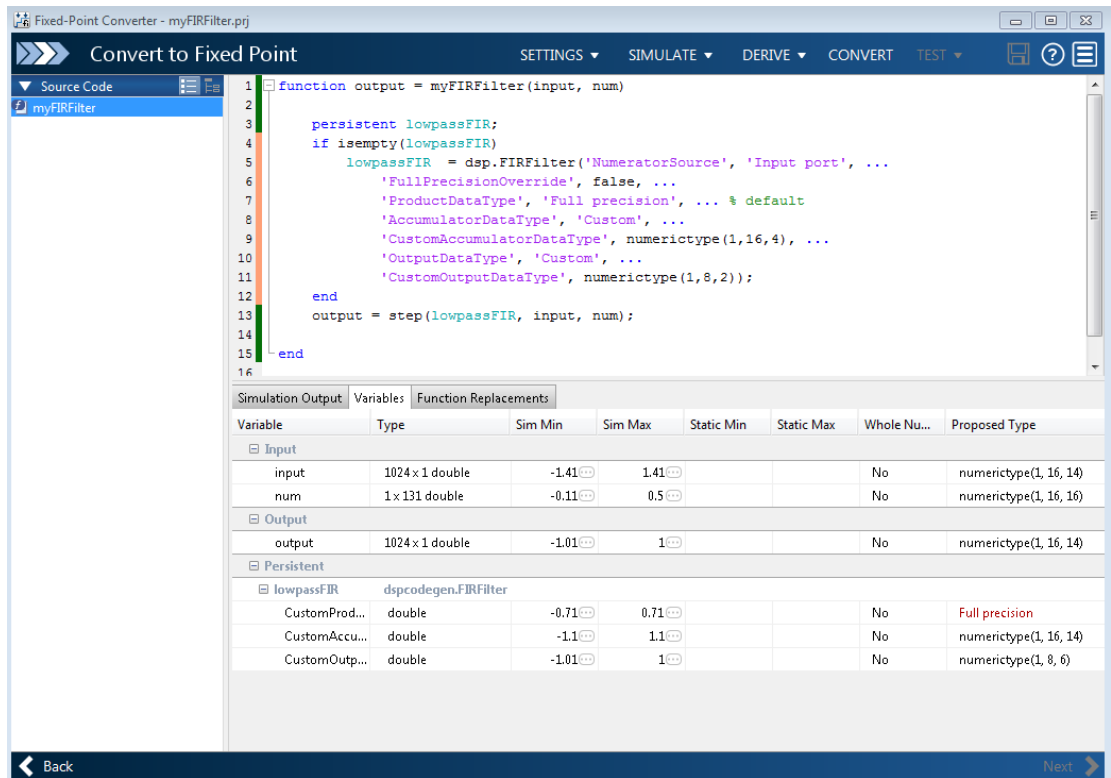 Fixed-Point Converter - myFIRFilter.prj
Convert to Fixed Point SETTINGS SIMULATE DERIVE CONVERT TEST
Source Code
myFIRFilter
1 function output = myFIRFilter(input, num)
2
3 persistent lowpassFIR;
4 if isempty(lowpassFIR)
5 lowpassFIR = dsp.FIRFilter('NumeratorSource', 'Input port', ...
6 'FullPrecisionOverride', false, ...
7 'ProductDataType', 'Full precision', ... % default
8 'AccumulatorDataType', 'Custom', ...
9 'CustomAccumulatorDataType', numerictype(1,16,4), ...
10 'OutputDataType', 'Custom', ...
11 'CustomOutputDataType', numerictype(1,8,2));
12 end
13 output = step(lowpassFIR, input, num);
14
15 end
16
Simulation Output Variables Function Replacements
Variable Type Sim Min Sim Max Static Min Static Max Whole Nu... Proposed Type
Input
input 1024 x 1 double -1.41 1.41 No numerictype(1, 16, 14)
num 1 x 131 double -0.11 0.5 No numerictype(1, 16, 16)
Output
output 1024 x 1 double -1.01 1 No numerictype(1, 16, 14)
Persistent
lowpassFIR dspcodegen.FIRFilter
CustomProd... double -0.71 0.71 No Full precision
CustomAccu... double -1.1 1.1 No numerictype(1, 16, 14)
CustomOutp... double -1.01 1 No numerictype(1, 8, 6)
Back Next